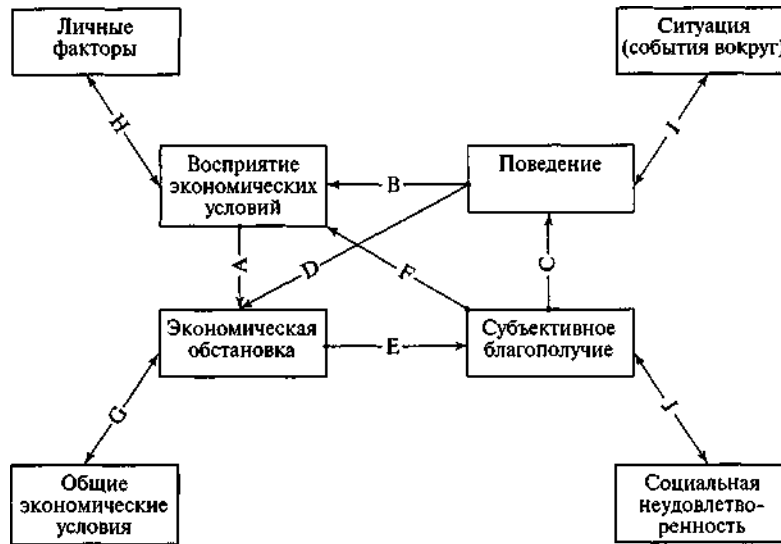 Личные
факторы
Ситуация
(события вокруг)
H
I
Восприятие
экономических
условий
B
Поведение
A
D
F
C
Экономическая
обстановка
E
Субъективное
благополучие
G
J
Общие
экономические
условия
Социальная
неудовлетво-
ренность